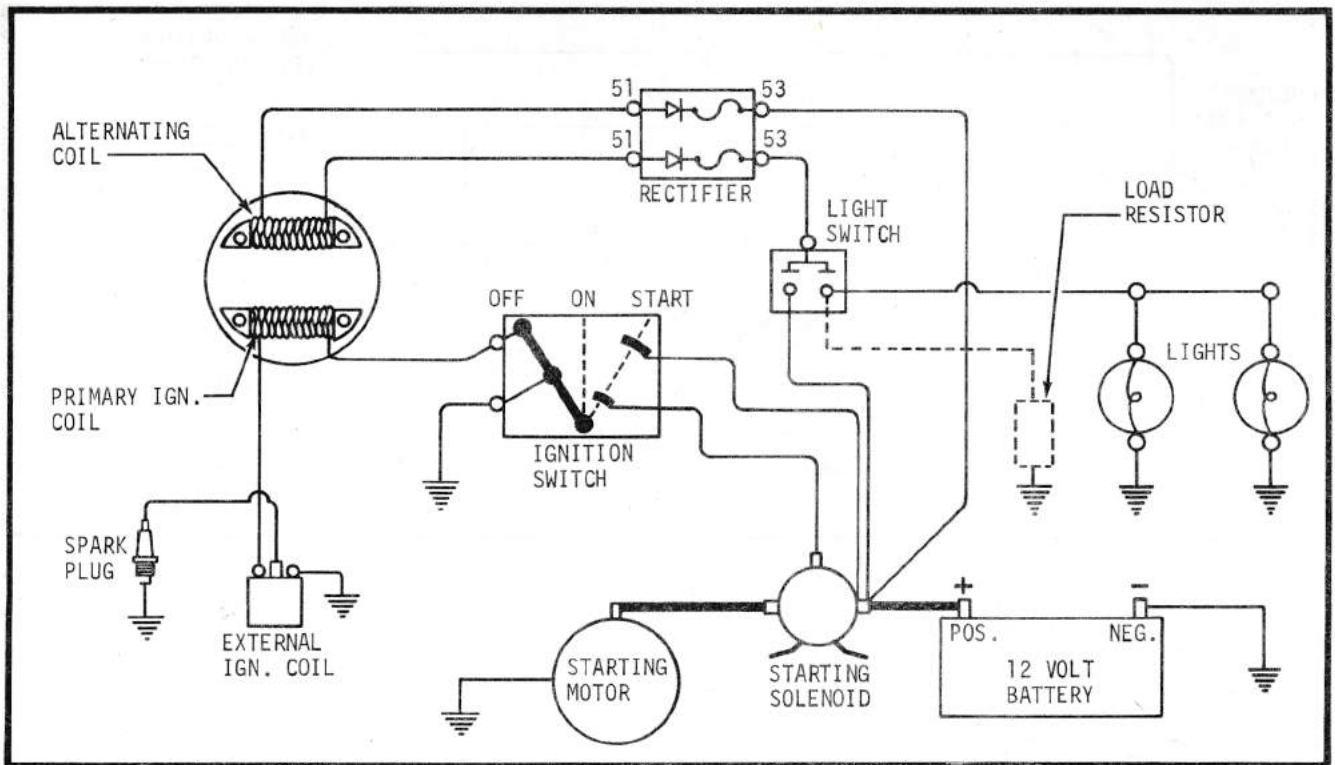 51
53
ALTERNATING
COIL
51
53
RECTIFIER
LIGHT
SWITCH
LOAD
RESISTOR
OFF
ON
START
LIGHTS
PRIMARY IGN.
COIL
IGNITION
SWITCH
SPARK
PLUG
EXTERNAL
IGN. COIL
STARTING
MOTOR
STARTING
SOLENOID
+
-
POS.
NEG.
12 VOLT
BATTERY